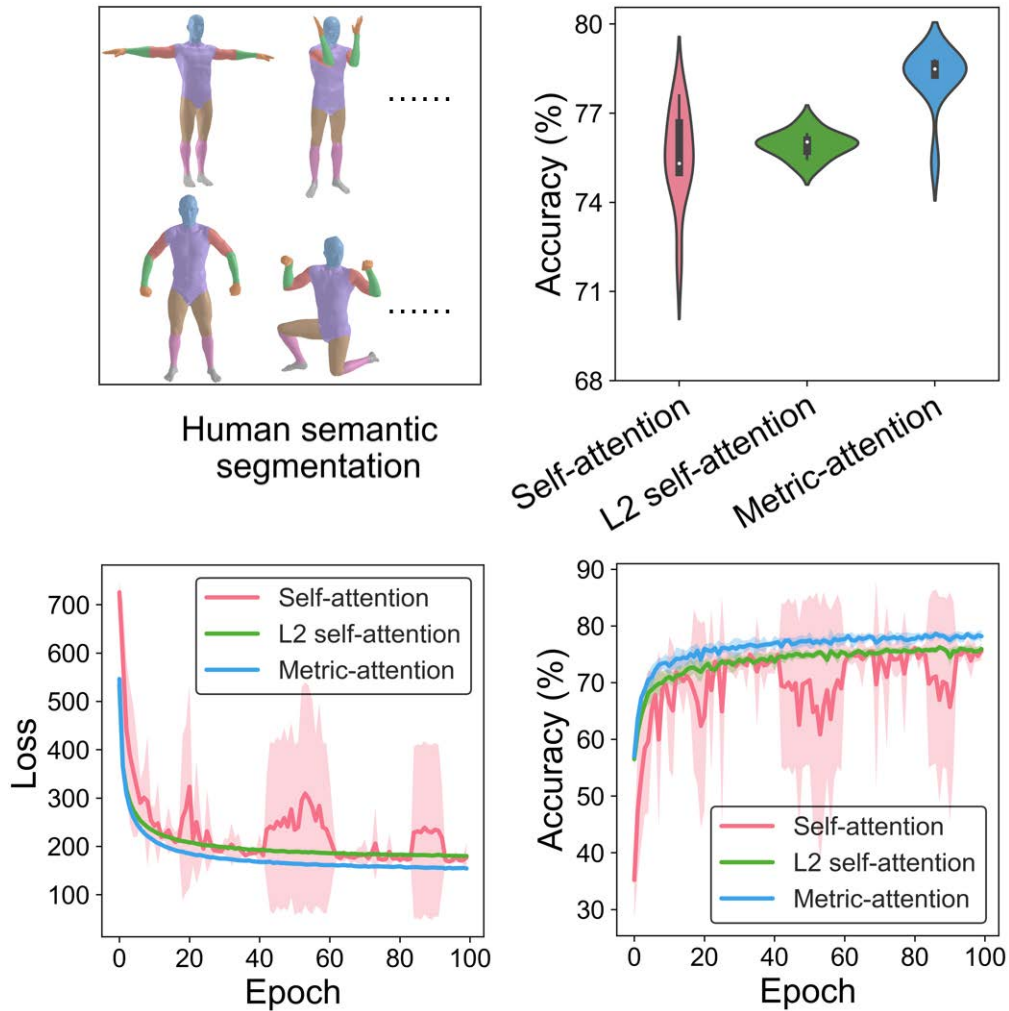 ......
......
Human semantic
segmentation
Accuracy (%)
80
77
74
71
68
Self-attention
L2 self-attention
Metric-attention
Loss
700
600
500
400
300
200
100
Self-attention
L2 self-attention
Metric-attention
0 20 40 60 80 100
Epoch
Accuracy (%)
90
80
70
60
50
40
30
Self-attention
L2 self-attention
Metric-attention
0 20 40 60 80 100
Epoch